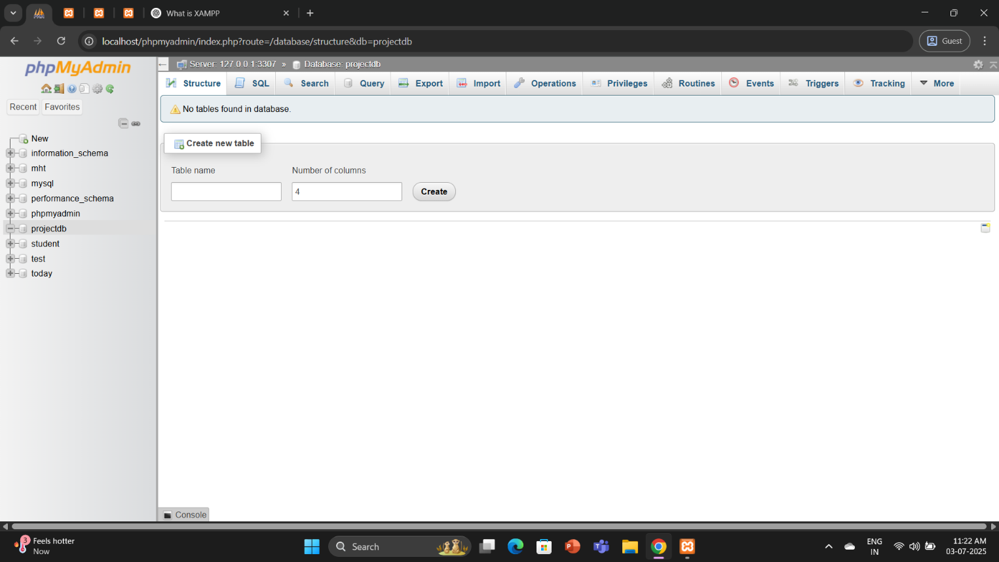 What is XAMPP
localhost/phpmyadmin/index.php?route=/database/structure&db=projectdb
Guest
phpMyAdmin
Recent Favorites
New
information_schema
mht
mysql
performance_schema
phpmyadmin
projectdb
student
test
today
Server: 127.0.0.1:3307 » Database: projectdb
Structure SQL Search Query Export Import Operations Privileges Routines Events Triggers Tracking More
No tables found in database.
Create new table
Table name Number of columns
4 Create
Console
3 Feels hotter
Now
Search
ENG
IN
11:22 AM
03-07-2025